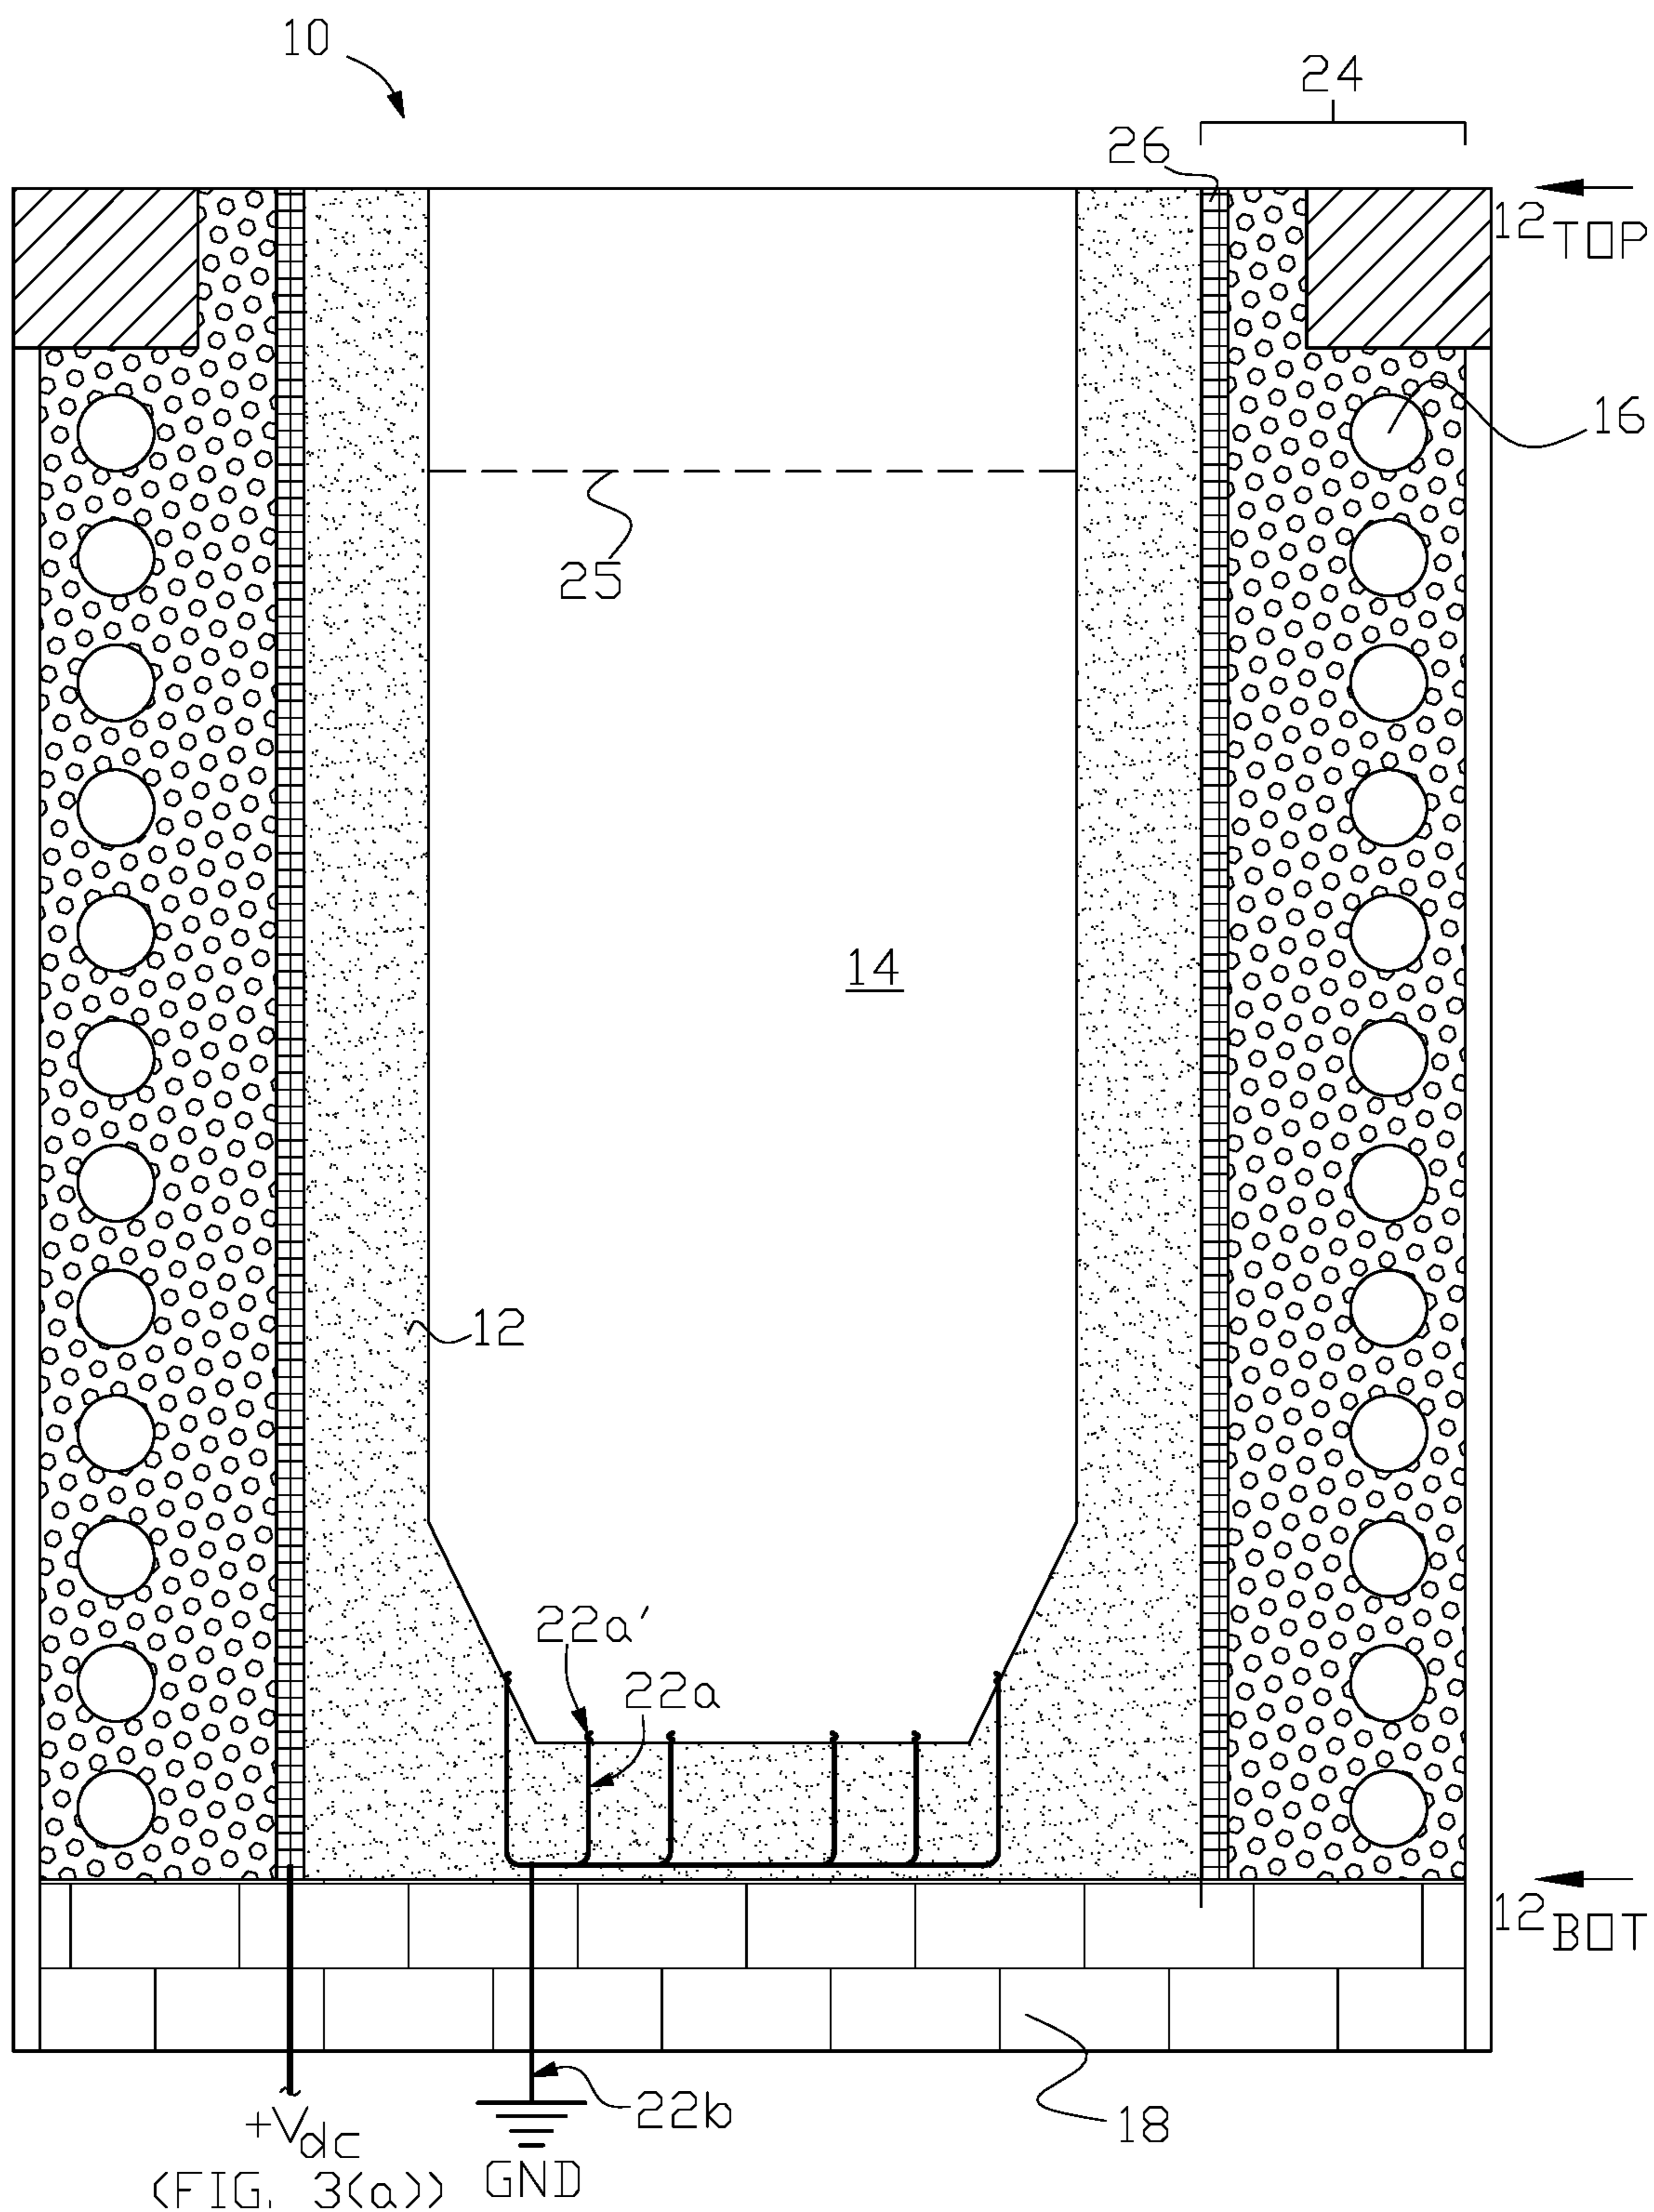 10
24
26
12TOP
16
25
14
12
22a′
22a
12BOT
22b
18
+Vdc
(FIG. 3(a))
GND